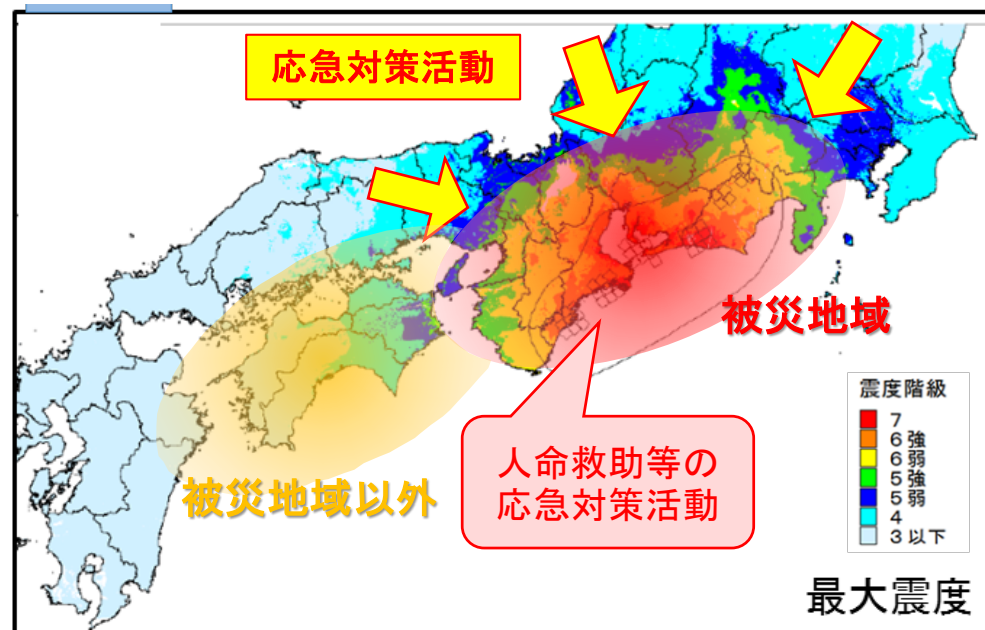 応急対策活動
被災地域
被災地域以外
人命救助等の
応急対策活動
震度階級
7
6強
6弱
5強
5弱
4
3以下
最大震度